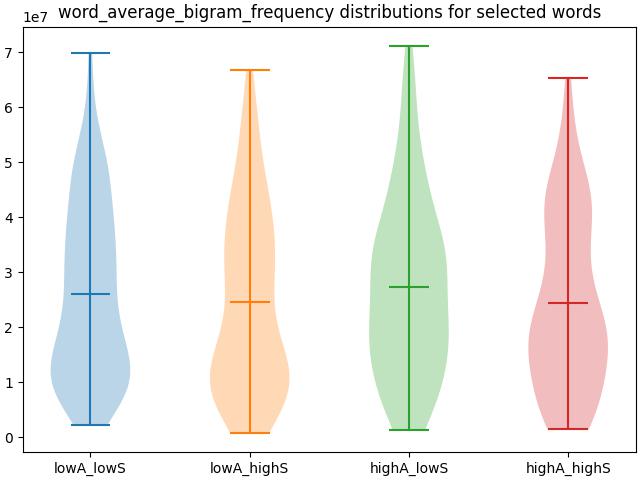 word_average_bigram_frequency distributions for selected words
1e7
7
6
5
4
3
2
1
0
lowA_lowS lowA_highS highA_lowS highA_highS